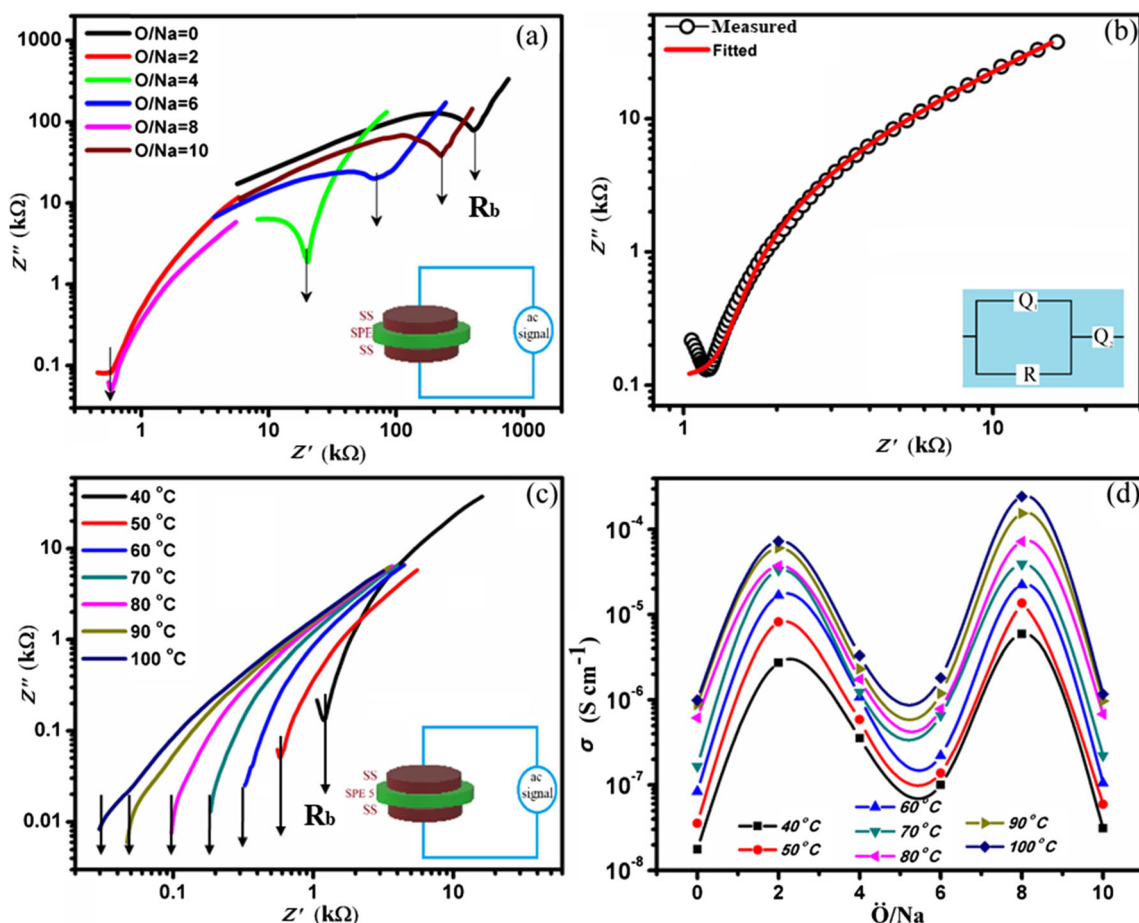 (a)
1000
100
10
1
0.1
Z″ (kΩ)
O/Na=0
O/Na=2
O/Na=4
O/Na=6
O/Na=8
O/Na=10
Rb
SS
SPE
SS
ac
signal
1
10
100
1000
Z′ (kΩ)
(b)
Measured
Fitted
10
1
0.1
Z″ (kΩ)
Q1
R
Q2
1
10
Z′ (kΩ)
(c)
40 °C
50 °C
60 °C
70 °C
80 °C
90 °C
100 °C
10
1
0.1
0.01
Z″ (kΩ)
Rb
SS
SPE 5
SS
ac
signal
0.1
1
10
Z′ (kΩ)
(d)
10⁻⁴
10⁻⁵
10⁻⁶
10⁻⁷
10⁻⁸
σ (S cm⁻¹)
40°C
50°C
60°C
70°C
80°C
90°C
100°C
0
2
4
6
8
10
Ö/Na